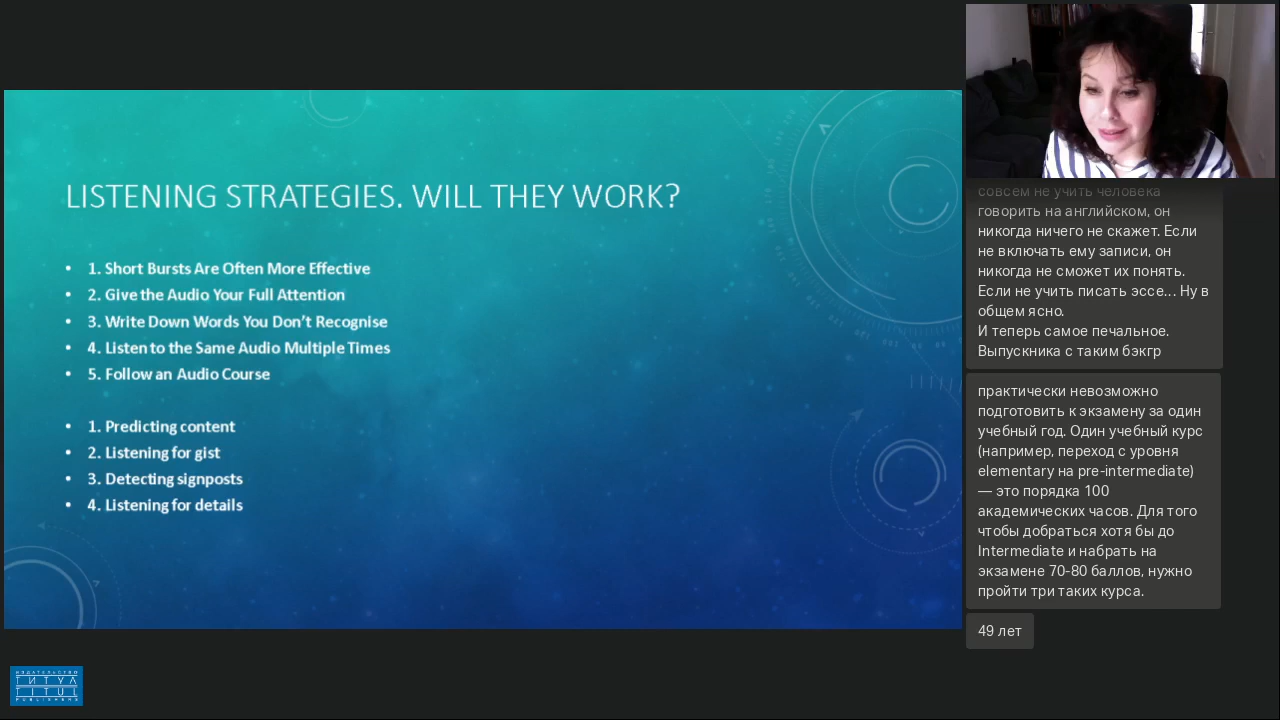 LISTENING STRATEGIES. WILL THEY WORK?
• 1. Short Bursts Are Often More Effective
• 2. Give the Audio Your Full Attention
• 3. Write Down Words You Don't Recognise
• 4. Listen to the Same Audio Multiple Times
• 5. Follow an Audio Course
• 1. Predicting content
• 2. Listening for gist
• 3. Detecting signposts
• 4. Listening for details
совсем не учить человека
говорить на английском, он
никогда ничего не скажет. Если
не включать ему записи, он
никогда не сможет их понять.
Если не учить писать эссе... Ну в
общем ясно.
И теперь самое печальное.
Выпускника с таким бэкгр
практически невозможно
подготовить к экзамену за один
учебный год. Один учебный курс
(например, переход с уровня
elementary на pre-intermediate)
— это порядка 100
академических часов. Для того
чтобы добраться хотя бы до
Intermediate и набрать на
экзамене 70-80 баллов, нужно
пройти три таких курса.
49 лет
ИЗДАТЕЛЬСТВО
ТИТУЛ
TITUL
PUBLISHERS